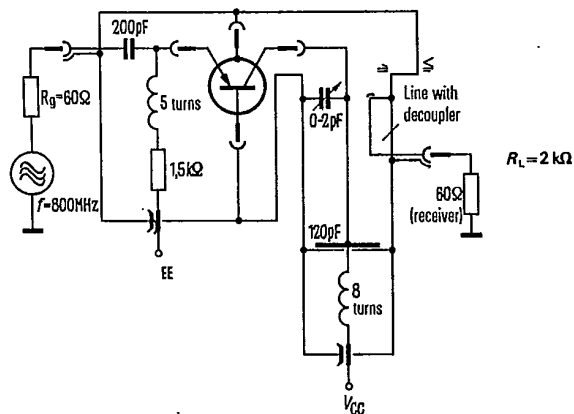 200pF
Rg=60Ω
5 turns
1,5kΩ
f=800MHz
EE
0-2pF
Line with
decoupler
RL=2 kΩ
60Ω
(receiver)
120pF
8
turns
VCC